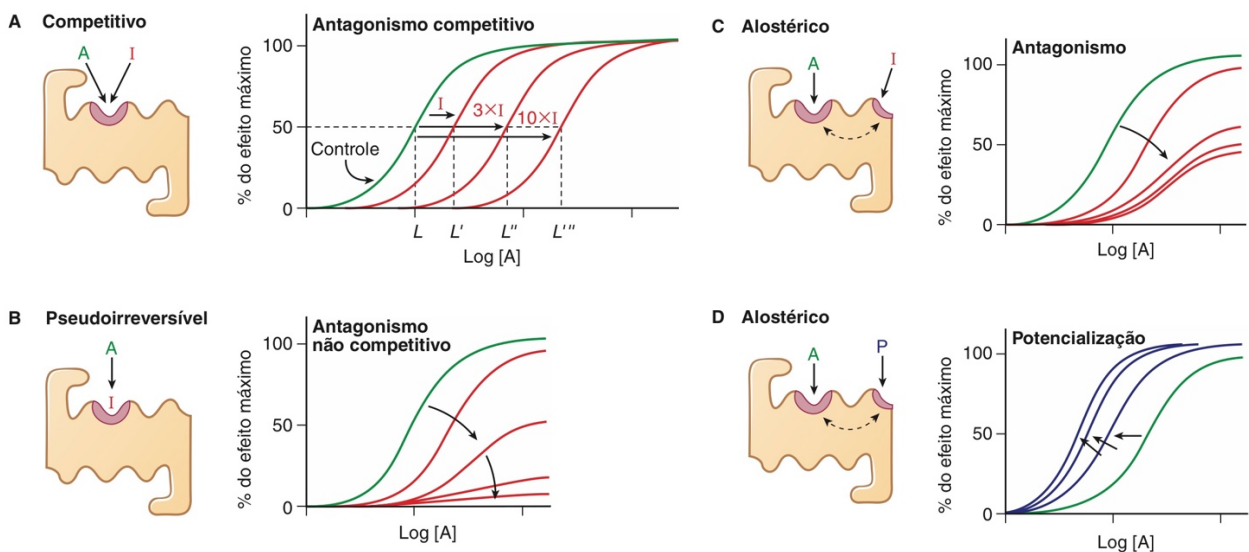 A Competitivo
A I
% do efeito máximo
Antagonismo competitivo
100
50
0
Controle
I
3×I
10×I
L L' L" L'"
Log [A]
B Pseudoirreversível
A
I
% do efeito máximo
Antagonismo
não competitivo
100
50
0
Log [A]
C Alostérico
A I
% do efeito máximo
Antagonismo
100
50
0
Log [A]
D Alostérico
A P
% do efeito máximo
Potencialização
100
50
0
Log [A]